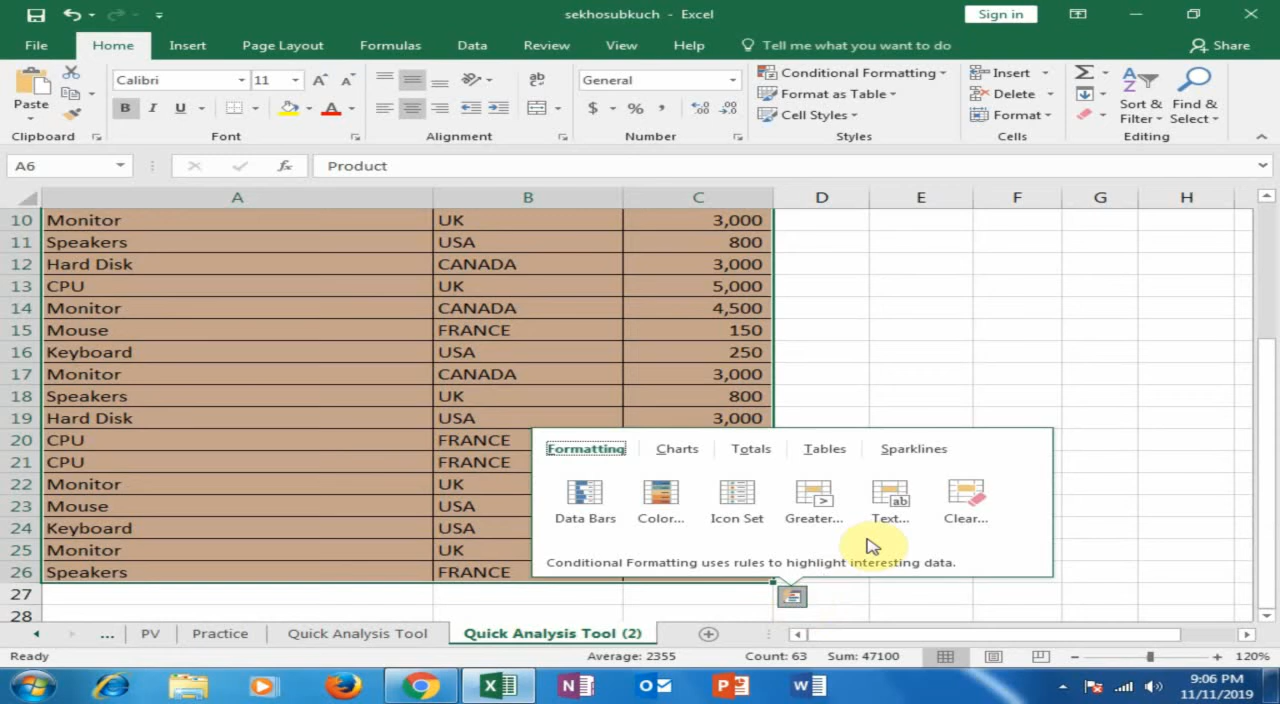 sekhosubkuch - Excel
Sign in
File Home Insert Page Layout Formulas Data Review View Help Tell me what you want to do Share
Paste
Calibri 11 A A
General
Conditional Formatting
Format as Table
Cell Styles
Insert
Delete
Format
Sort & Filter
Find & Select
B I U A ab $ % ,
Clipboard Font Alignment Number Styles Cells Editing
A6 fx Product
A B C D E F G H
10 Monitor UK 3,000
11 Speakers USA 800
12 Hard Disk CANADA 3,000
13 CPU UK 5,000
14 Monitor CANADA 4,500
15 Mouse FRANCE 150
16 Keyboard USA 250
17 Monitor CANADA 3,000
18 Speakers UK 800
19 Hard Disk USA 3,000
20 CPU FRANCE
21 CPU FRANCE
22 Monitor UK
23 Mouse USA
24 Keyboard USA
25 Monitor UK
26 Speakers FRANCE
27
28
Formatting Charts Totals Tables Sparklines
Data Bars Color... Icon Set Greater... Text... Clear...
Conditional Formatting uses rules to highlight interesting data.
... PV Practice Quick Analysis Tool Quick Analysis Tool (2)
Ready Average: 2355 Count: 63 Sum: 47100 120%
9:06 PM
11/11/2019